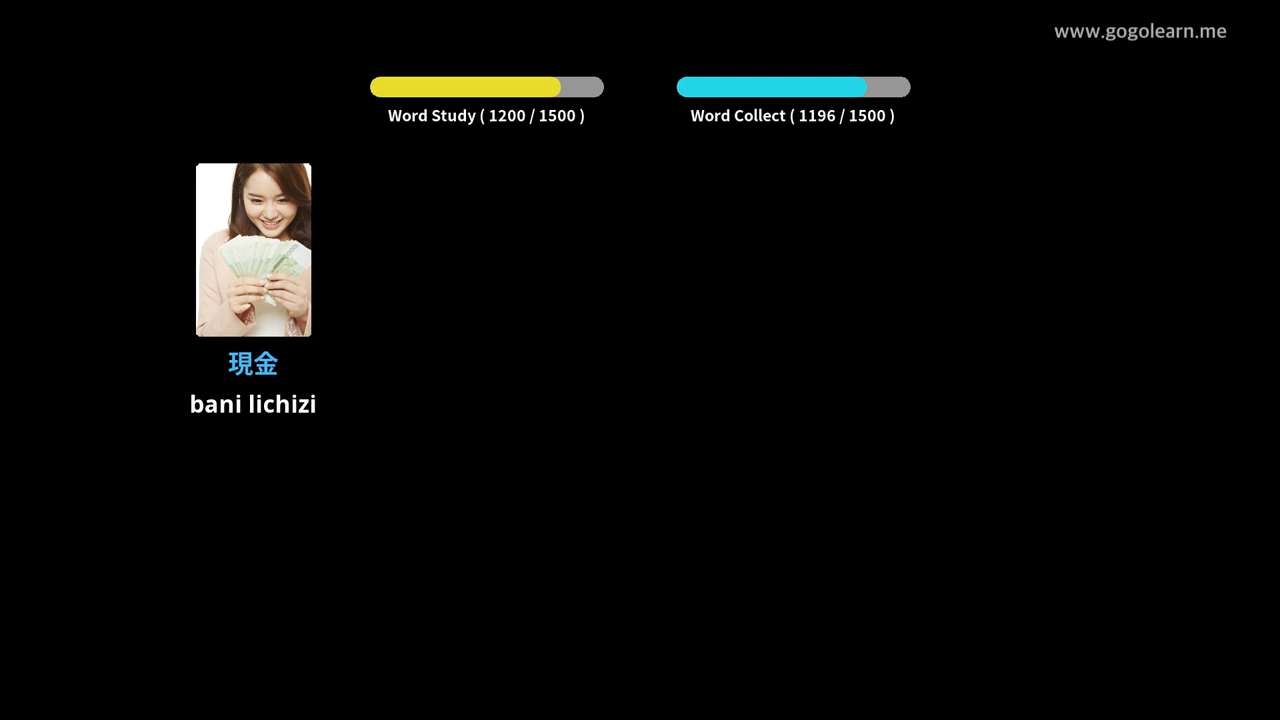 www.gogolearn.me
Word Study ( 1200 / 1500 )
Word Collect ( 1196 / 1500 )
現金
bani lichizi